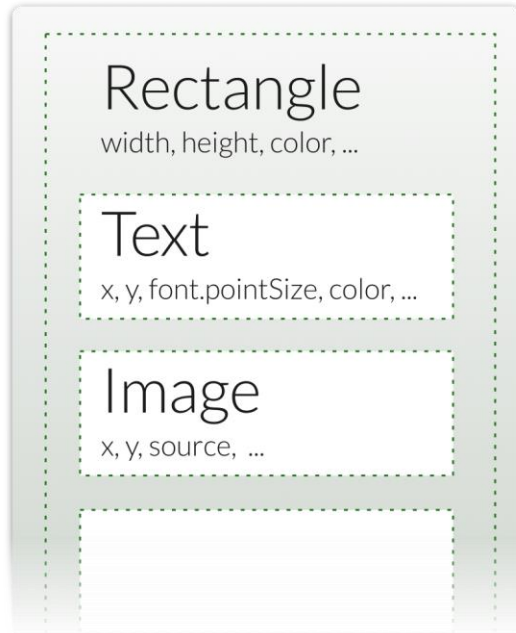 Rectangle
width, height, color, ...
Text
x, y, font.pointSize, color, ...
Image
x, y, source, ...